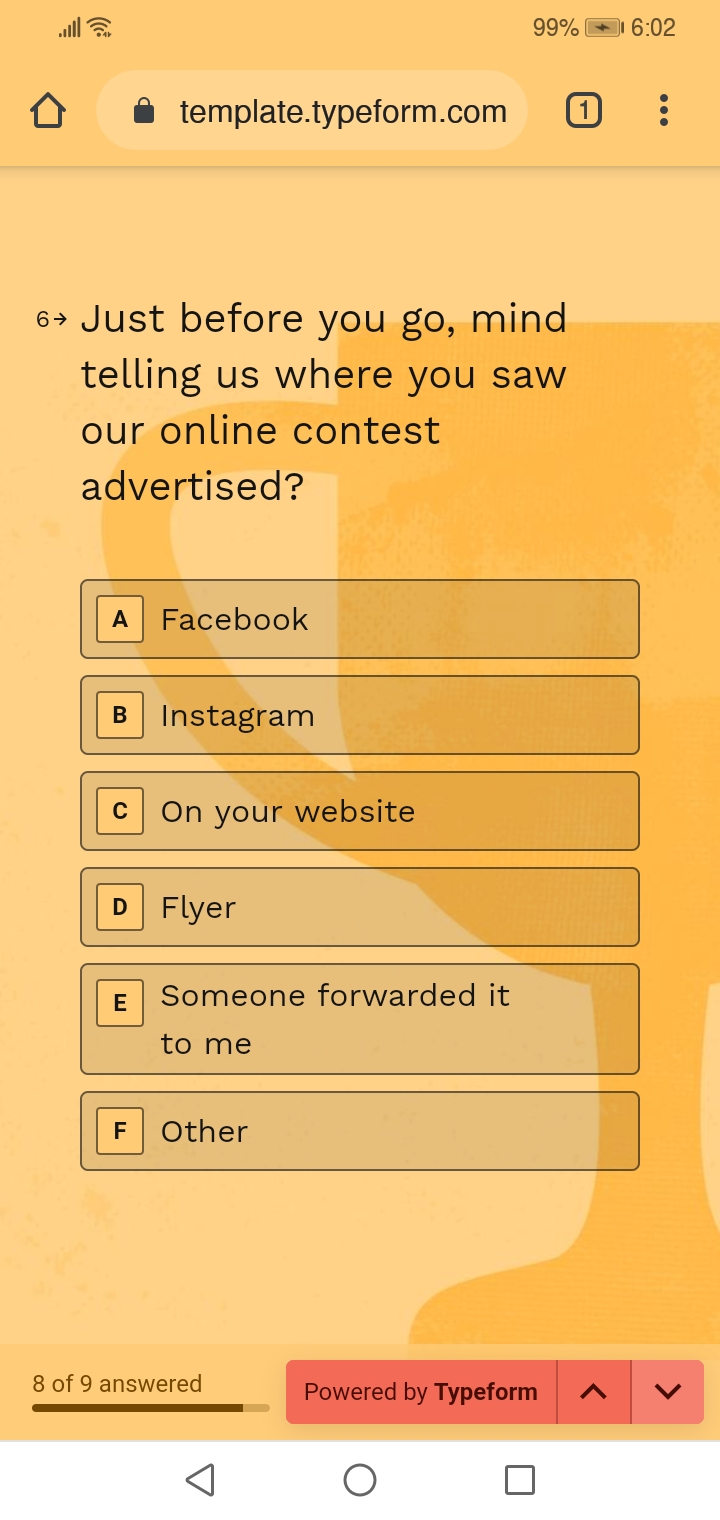 99% 6:02
template.typeform.com 1
6 Just before you go, mind
telling us where you saw
our online contest
advertised?
A Facebook
B Instagram
C On your website
D Flyer
E Someone forwarded it
to me
F Other
8 of 9 answered
Powered by Typeform